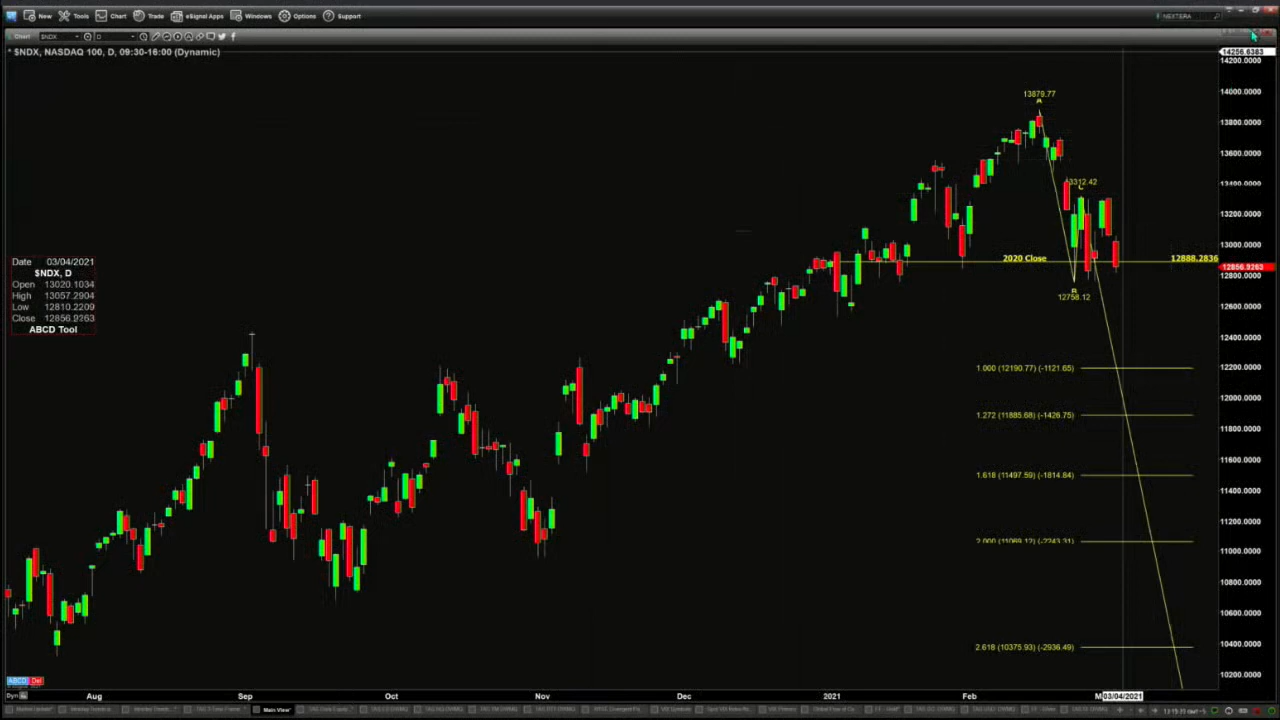 New Tools Chart Trade eSignal Apps Windows Options Support NEXTERA
Chart $NDX D
* $NDX, NASDAQ 100, D, 09:30-16:00 (Dynamic)
14256.6383
14200.0000
14000.0000
13800.0000
13600.0000
13400.0000
13200.0000
13000.0000
12856.9263
12800.0000
12600.0000
12400.0000
12200.0000
12000.0000
11800.0000
11600.0000
11400.0000
11200.0000
11000.0000
10800.0000
10600.0000
10400.0000
10200.0000
13879.77
A
13312.42
C
2020 Close 12888.2836
B
12758.12
Date 03/04/2021
$NDX, D
Open 13020.1034
High 13057.2904
Low 12810.2209
Close 12856.9263
ABCD Tool
1.000 (12190.77) (-1121.65)
1.272 (11885.68) (-1426.75)
1.618 (11497.59) (-1814.84)
2.000 (11069.12) (-2243.31)
2.618 (10375.93) (-2936.49)
ABCD Del
Dyn Aug Sep Oct Nov Dec 2021 Feb M 03/04/2021
Main View